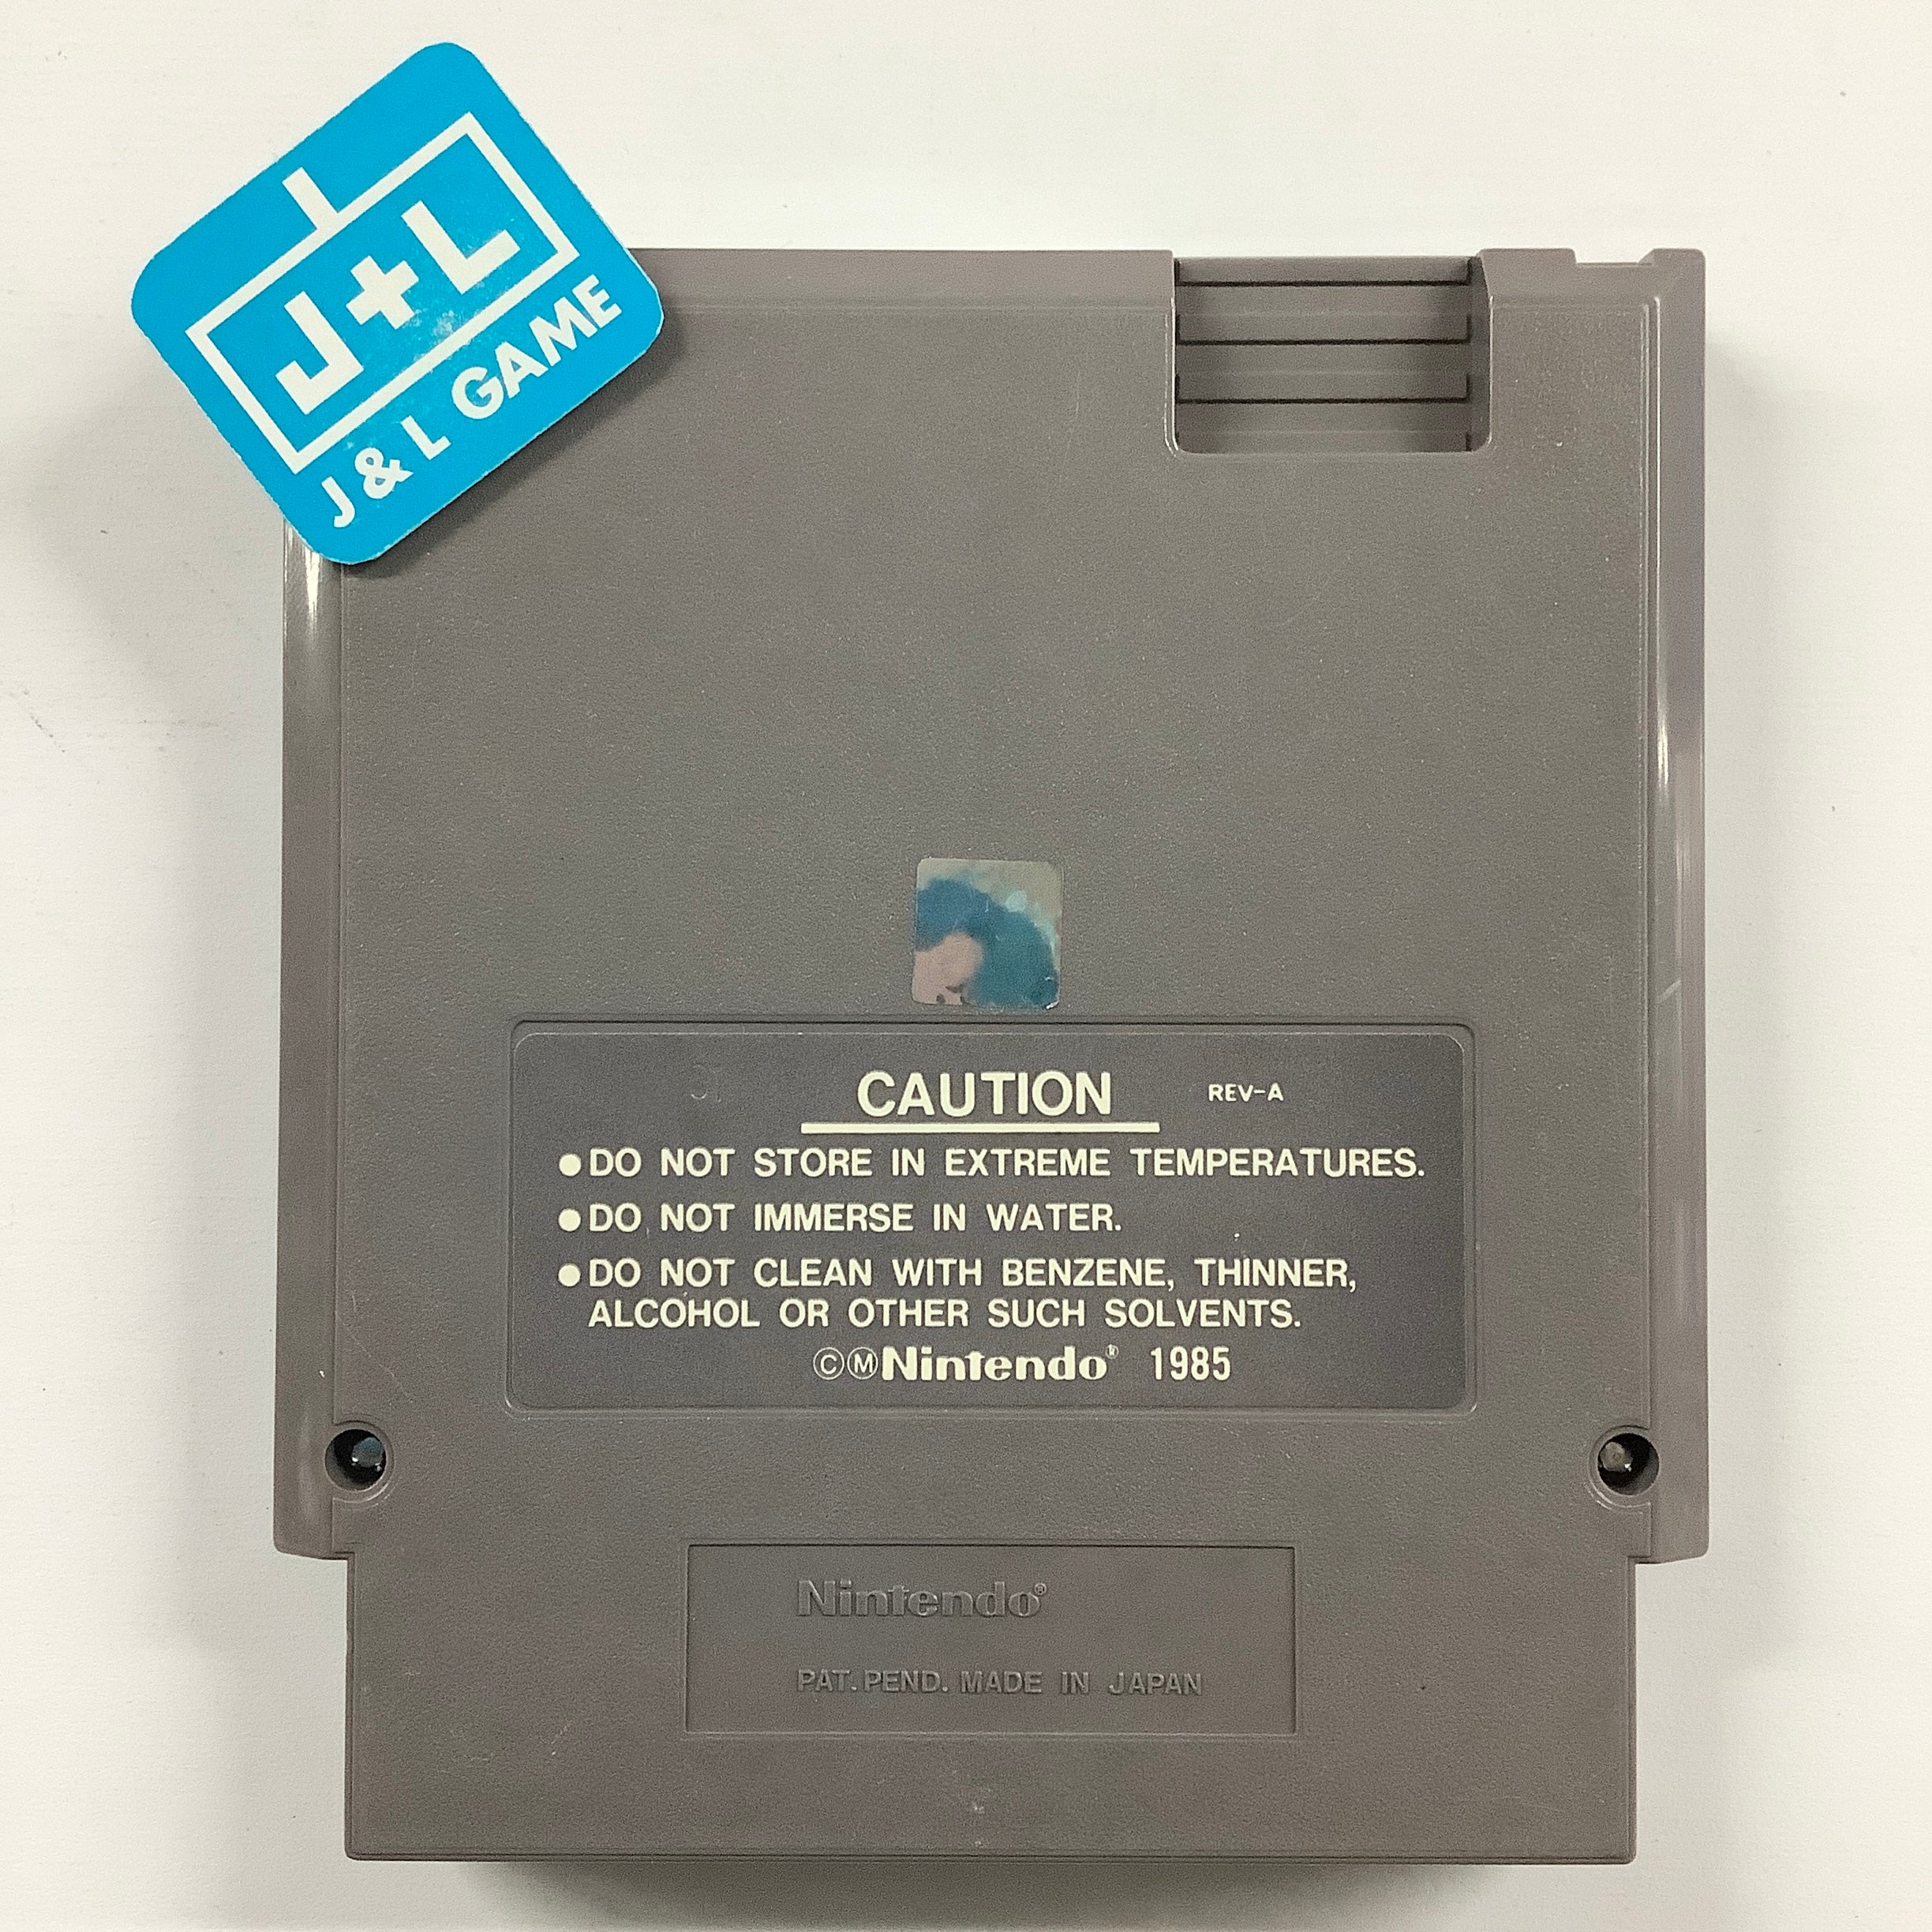 J+L
J & L GAME
CAUTION REV-A
●DO NOT STORE IN EXTREME TEMPERATURES.
●DO NOT IMMERSE IN WATER.
●DO NOT CLEAN WITH BENZENE, THINNER,
ALCOHOL OR OTHER SUCH SOLVENTS.
ⒸⓂNintendo® 1985
Nintendo®
PAT. PEND. MADE IN JAPAN